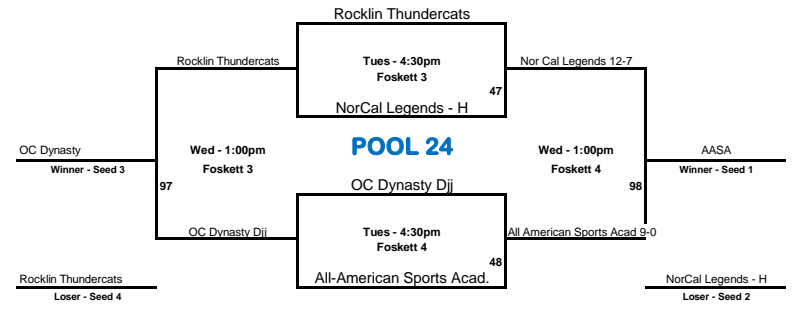 Rocklin Thundercats
Rocklin Thundercats
Tues - 4:30pm
Nor Cal Legends 12-7
Foskett 3
47
NorCal Legends - H
OC Dynasty
Wed - 1:00pm
POOL 24
Wed - 1:00pm
AASA
Winner - Seed 3
Foskett 3
Foskett 4
Winner - Seed 1
97
OC Dynasty Djj
98
OC Dynasty Djj
Tues - 4:30pm
All American Sports Acad 9-0
Foskett 4
48
Rocklin Thundercats
All-American Sports Acad.
NorCal Legends - H
Loser - Seed 4
Loser - Seed 2